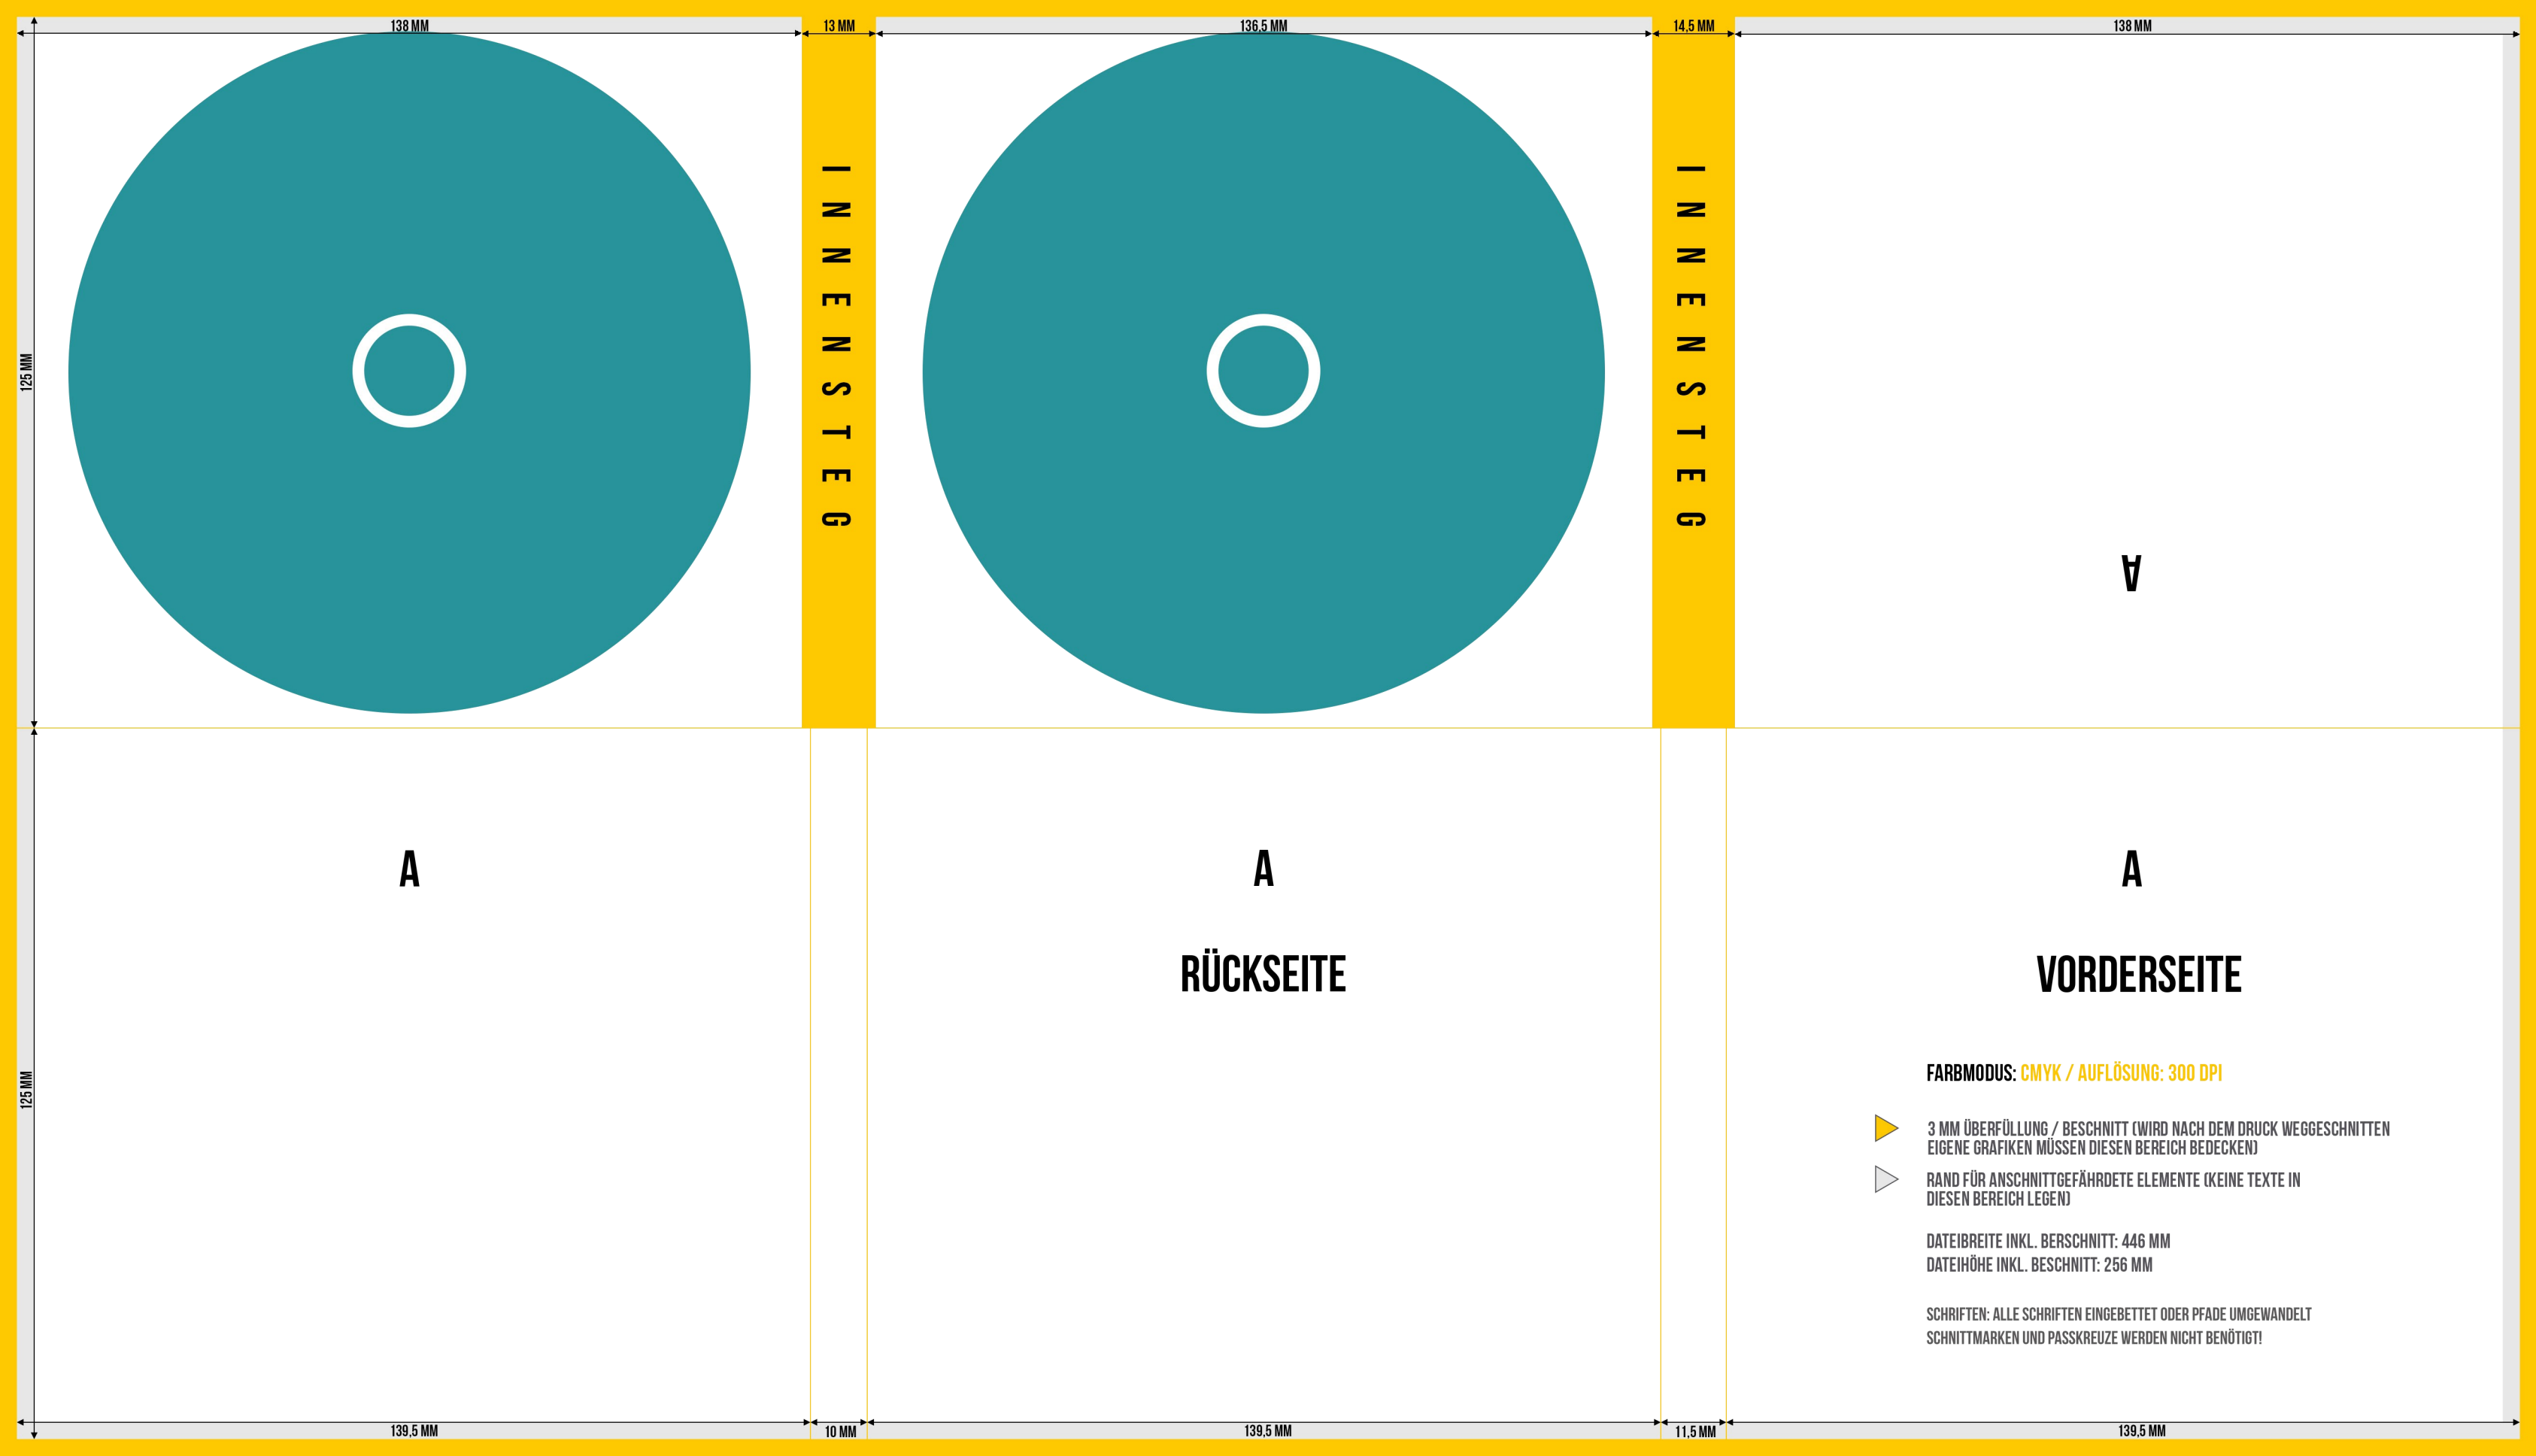 138 MM
13 MM
136,5 MM
14,5 MM
138 MM
125 MM
INNENSTEG
INNENSTEG
A
125 MM
A
A
RÜCKSEITE
A
VORDERSEITE
FARBMODUS: CMYK / AUFLÖSUNG: 300 DPI
3 MM ÜBERFÜLLUNG / BESCHNITT (WIRD NACH DEM DRUCK WEGGESCHNITTEN
EIGENE GRAFIKEN MÜSSEN DIESEN BEREICH BEDECKEN)
RAND FÜR ANSCHNITTGEFÄHRDETE ELEMENTE (KEINE TEXTE IN
DIESEN BEREICH LEGEN)
DATEIBREITE INKL. BERSCHNITT: 446 MM
DATEIHÖHE INKL. BESCHNITT: 256 MM
SCHRIFTEN: ALLE SCHRIFTEN EINGEBETTET ODER PFADE UMGEWANDELT
SCHNITTMARKEN UND PASSKREUZE WERDEN NICHT BENÖTIGT!
139,5 MM
10 MM
139,5 MM
11,5 MM
139,5 MM